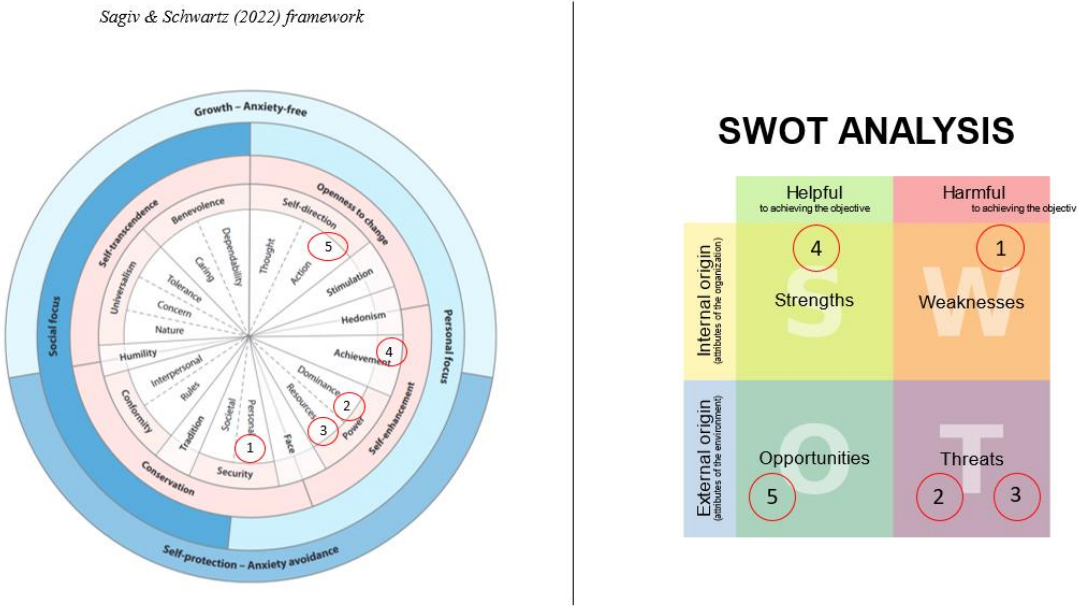 Sagiv & Schwartz (2022) framework
Growth – Anxiety-free
Openness to change
Self-transcendence
Benevolence
Self-direction
Dependability
Thought
5
Caring
Action
Universalism
Tolerance
Stimulation
Concern
Hedonism
Nature
Social focus
Personal focus
Humility
Achievement
4
Interpersonal
Dominance
Rules
Resources
2
Conformity
Societal
Personal
3
Power
Self-enhancement
Tradition
Face
1
Security
Conservation
Self-protection – Anxiety avoidance
SWOT ANALYSIS
Helpful
to achieving the objective
Harmful
to achieving the objectiv
Internal origin
(attributes of the organization)
4
S
Strengths
1
W
Weaknesses
External origin
(attributes of the environment)
O
Opportunities
5
T
Threats
2
3